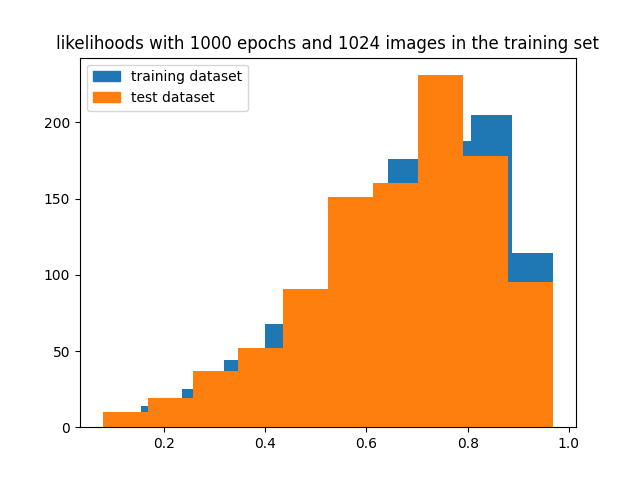 likelihoods with 1000 epochs and 1024 images in the training set
training dataset
test dataset
200
150
100
50
0
0.2 0.4 0.6 0.8 1.0